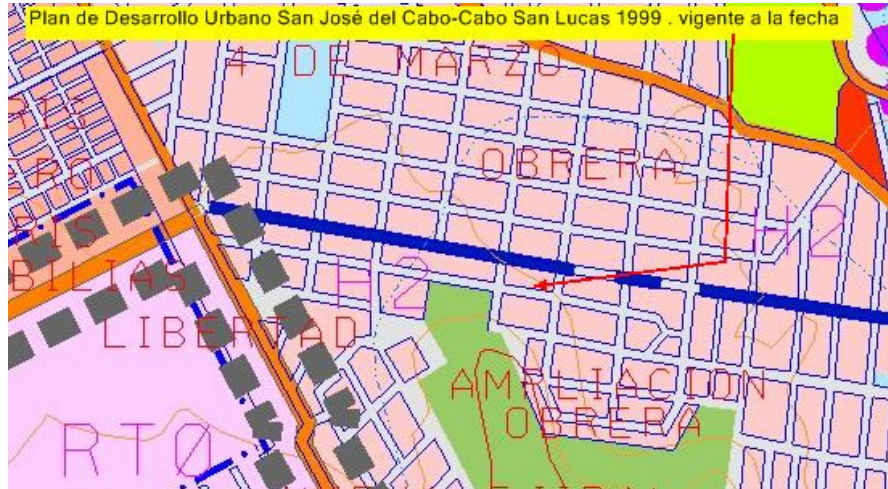 Plan de Desarrollo Urbano San José del Cabo-Cabo San Lucas 1999 . vigente a la fecha
4 DE MARZO
OBRERA
H2
H2
LIBERTAD
AMPLIACION
OBRERA
RT0